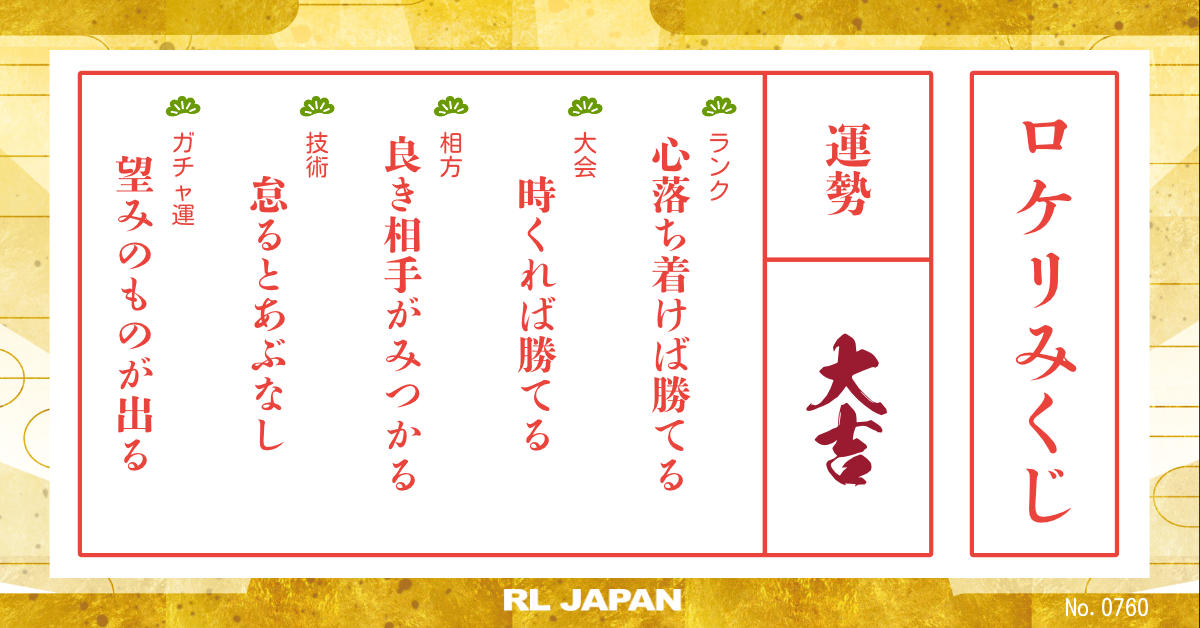 ロケリみくじ
運勢
大吉
ランク
心落ち着けば勝てる
大会
時くれば勝てる
相方
良き相手がみつかる
技術
怠るとあぶなし
ガチャ運
望みのものが出る
RL JAPAN
No. 0760